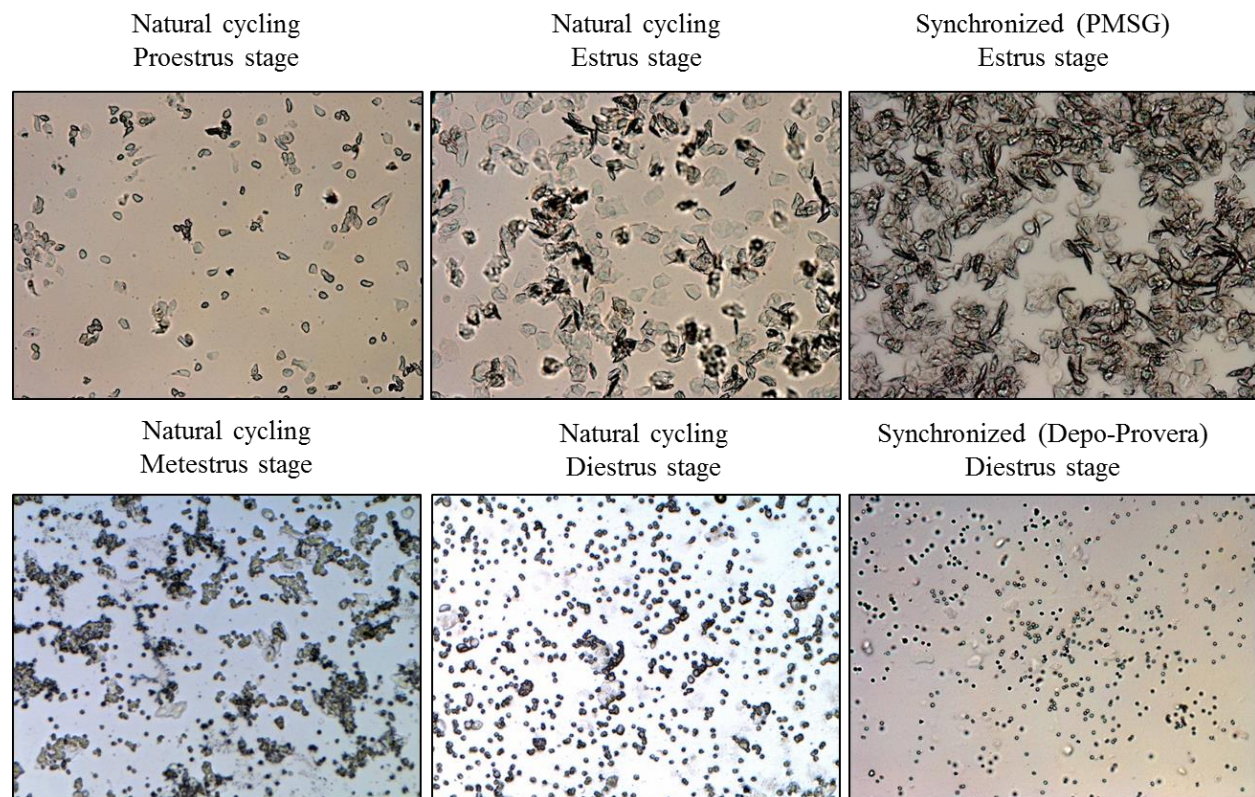 Natural cycling
Proestrus stage
Natural cycling
Estrus stage
Synchronized (PMSG)
Estrus stage
Natural cycling
Metestrus stage
Natural cycling
Diestrus stage
Synchronized (Depo-Provera)
Diestrus stage